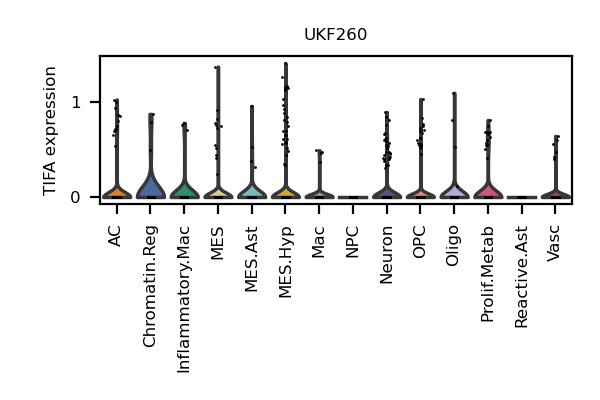 UKF260
TIFA expression
1
0
AC
Chromatin.Reg
Inflammatory.Mac
MES
MES.Ast
MES.Hyp
Mac
NPC
Neuron
OPC
Oligo
Prolif.Metab
Reactive.Ast
Vasc